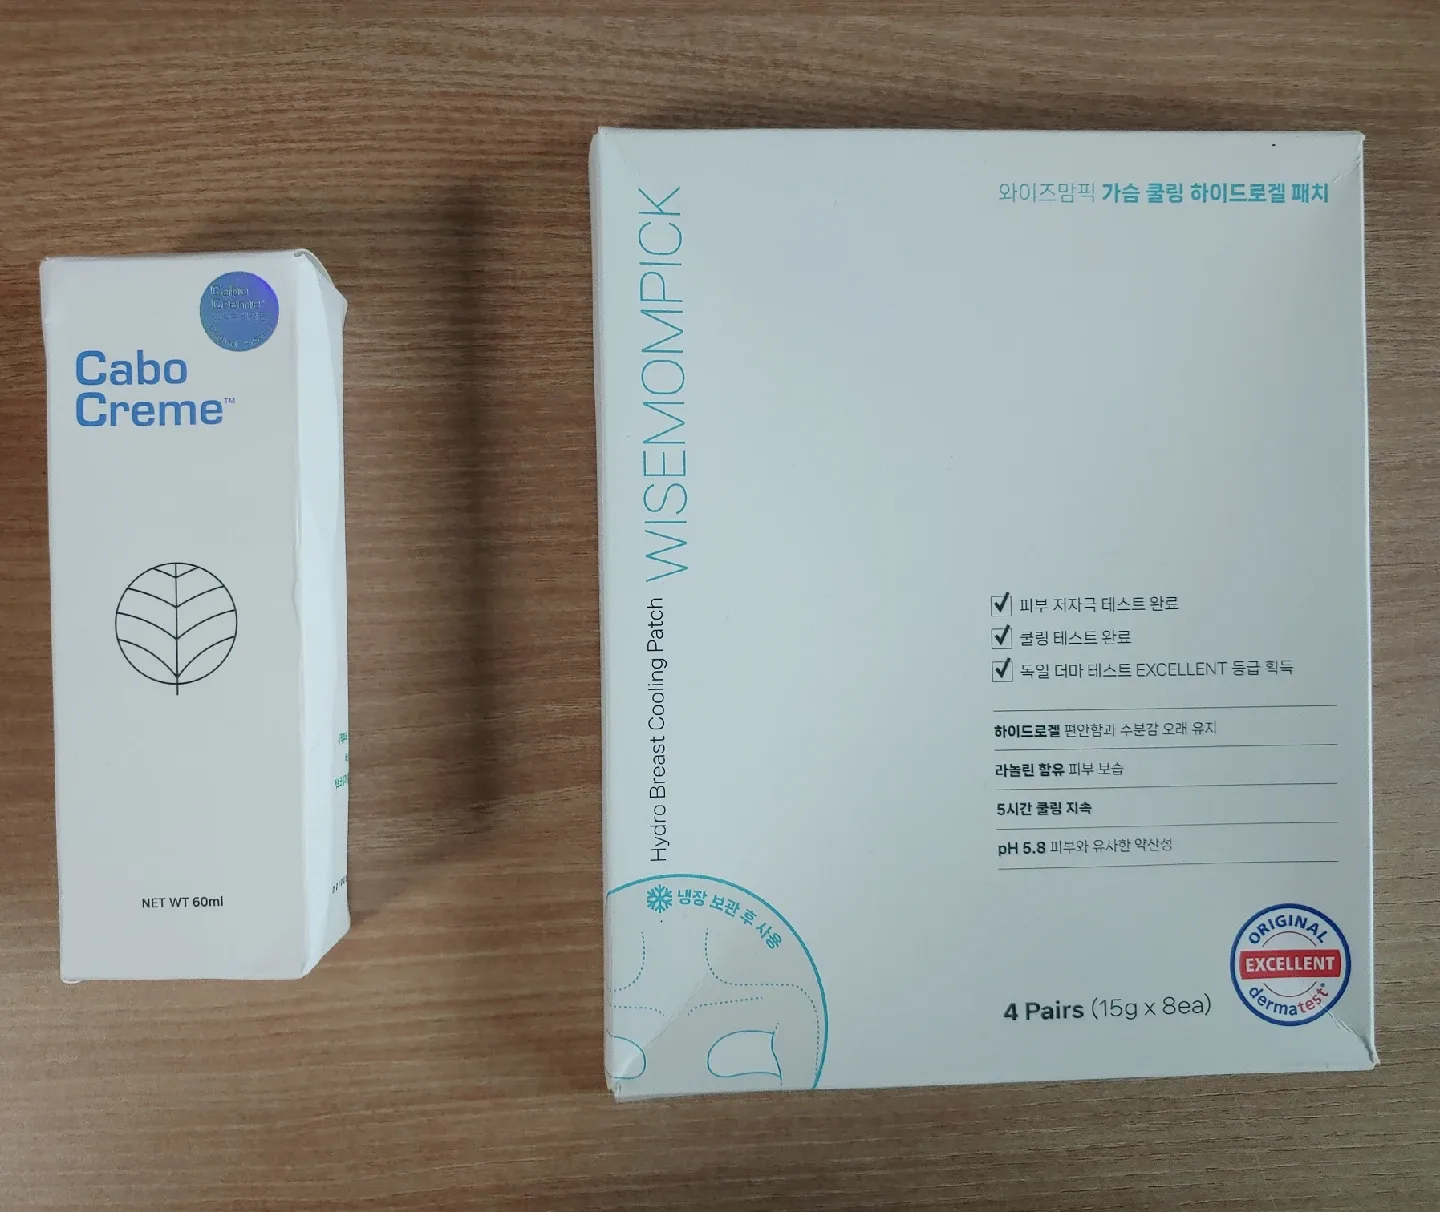 Cabo
Creme™
NET WT 60ml
와이즈맘픽 가슴 쿨링 하이드로겔 패치
Hydro Breast Cooling Patch WISEMOMPICK
피부 저자극 테스트 완료
쿨링 테스트 완료
독일 더마 테스트 EXCELLENT 등급 획득
하이드로겔 편안함과 수분감 오래 유지
라놀린 함유 피부 보습
5시간 쿨링 지속
pH 5.8 피부와 유사한 약산성
냉장 보관 후 사용
4 Pairs (15g x 8ea)
ORIGINAL
EXCELLENT
dermatest®